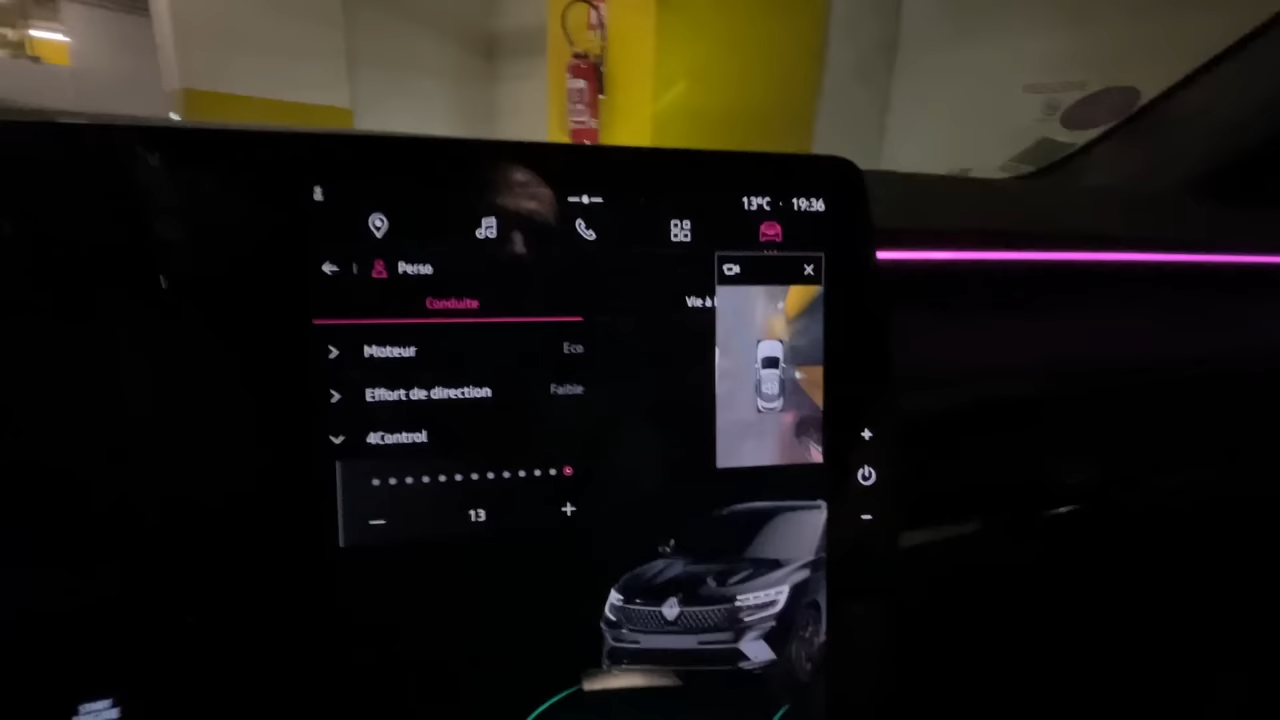 13°C · 19:36
Perso
Conduite
Vie à
Moteur
Eco
Effort de direction
Faible
4Control
13